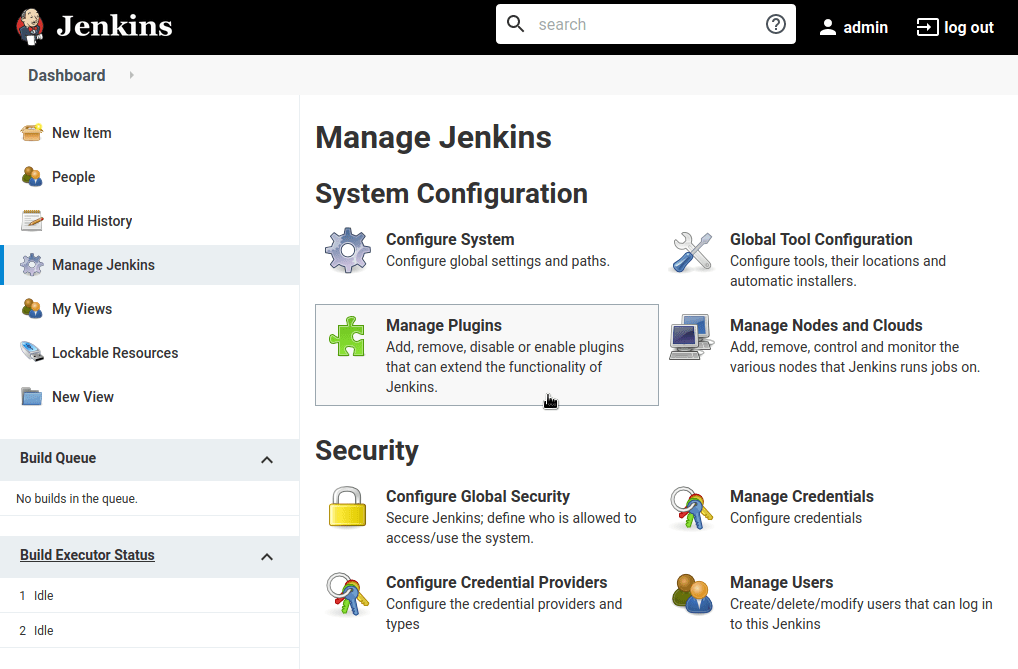 Jenkins
search
admin
log out
Dashboard
New Item
People
Build History
Manage Jenkins
My Views
Lockable Resources
New View
Build Queue
No builds in the queue.
Build Executor Status
1 Idle
2 Idle
Manage Jenkins
System Configuration
Configure System
Configure global settings and paths.
Global Tool Configuration
Configure tools, their locations and
automatic installers.
Manage Plugins
Add, remove, disable or enable plugins
that can extend the functionality of
Jenkins.
Manage Nodes and Clouds
Add, remove, control and monitor the
various nodes that Jenkins runs jobs on.
Security
Configure Global Security
Secure Jenkins; define who is allowed to
access/use the system.
Manage Credentials
Configure credentials
Configure Credential Providers
Configure the credential providers and
types
Manage Users
Create/delete/modify users that can log in
to this Jenkins